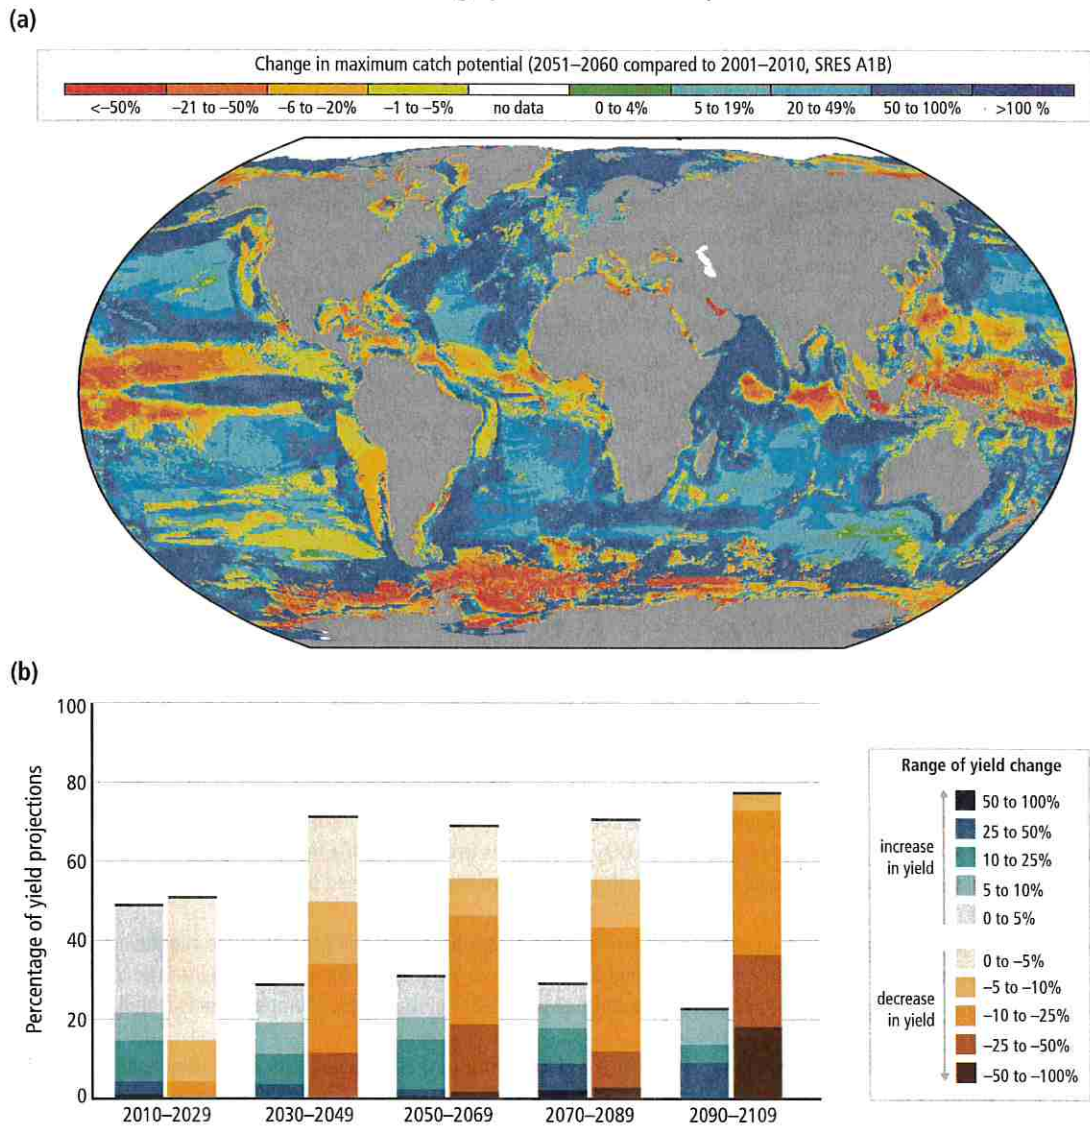 (a)
Change in maximum catch potential (2051–2060 compared to 2001–2010, SRES A1B)
<–50% –21 to –50% –6 to –20% –1 to –5% no data 0 to 4% 5 to 19% 20 to 49% 50 to 100% >100 %
(b)
Percentage of yield projections
100
80
60
40
20
0
2010–2029 2030–2049 2050–2069 2070–2089 2090–2109
Range of yield change
increase in yield
50 to 100%
25 to 50%
10 to 25%
5 to 10%
0 to 5%
decrease in yield
0 to –5%
–5 to –10%
–10 to –25%
–25 to –50%
–50 to –100%